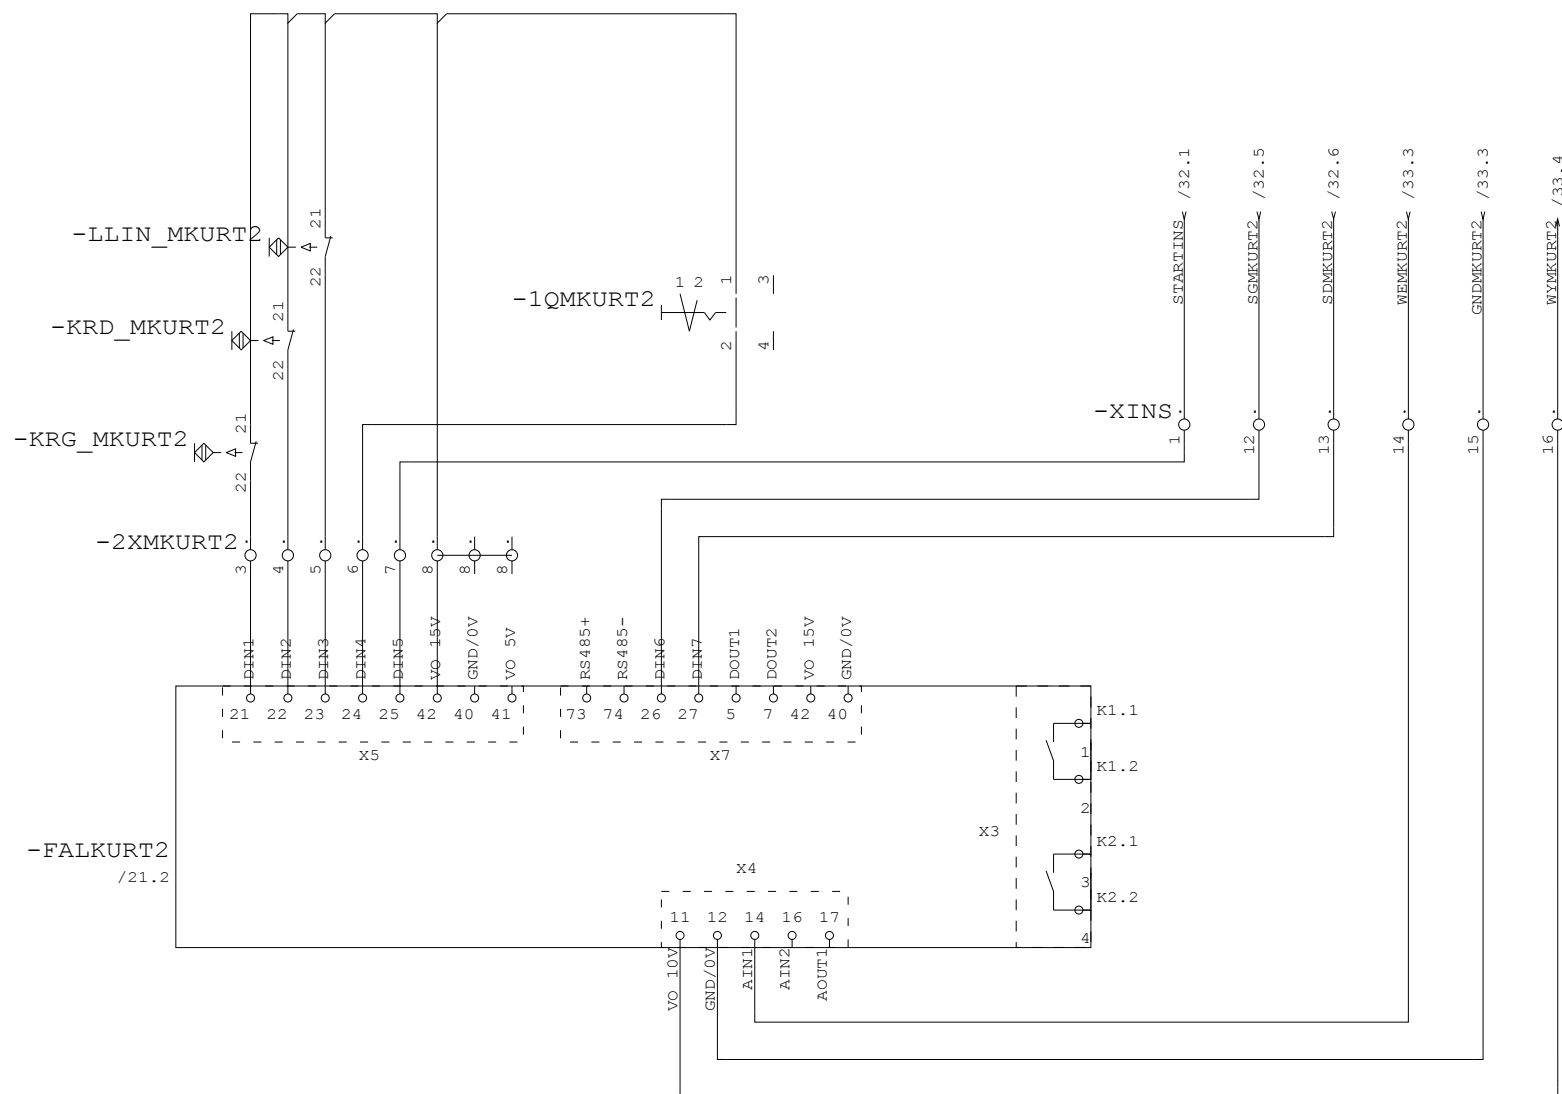 /32.1
/32.5
/32.6
/33.3
/33.3
/33.4
STARTINS
SGMKURT2
SDMKURT2
WEMKURT2
GNDMKURT2
WYMKURT2
-LLIN_MKURT2
21
22
-KRD_MKURT2
21
22
-1QMKURT2
1 2
1
3
2
4
-KRG_MKURT2
21
22
-XINS
1
12
13
14
15
16
-2XMKURT2
3
4
5
6
7
8
8
8
DIN1
DIN2
DIN3
DIN4
DIN5
VO 15V
GND/0V
VO 5V
RS485+
RS485-
DIN6
DIN7
DOUT1
DOUT2
VO 15V
GND/0V
21 22 23 24 25 42 40 41
73 74 26 27 5 7 42 40
X5
X7
K1.1
1
K1.2
2
X3
K2.1
3
K2.2
4
-FALKURT2
/21.2
X4
11 12 14 16 17
VO 10V
GND/0V
AIN1
AIN2
AOUT1